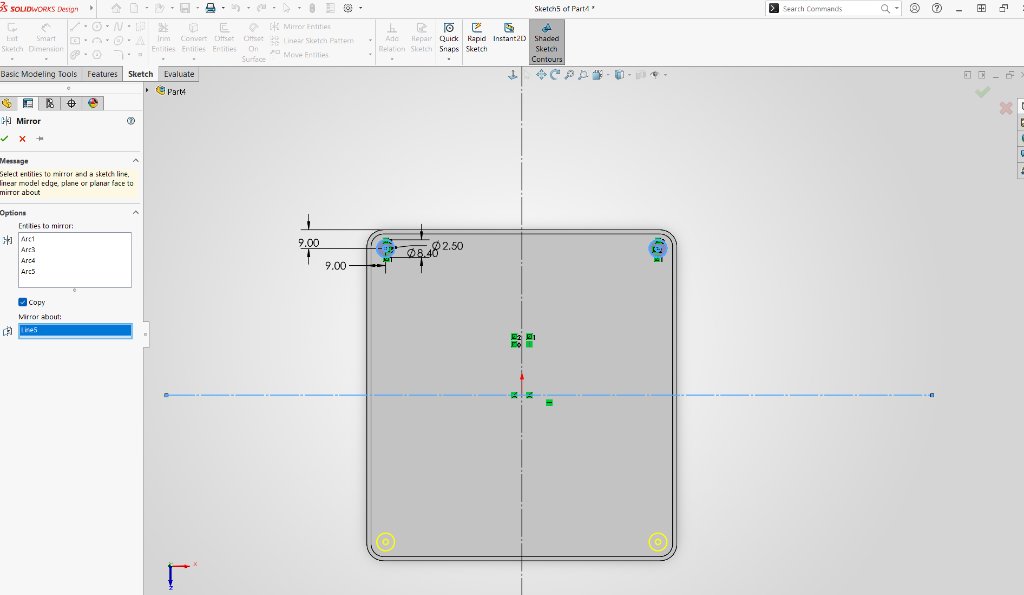 SOLIDWORKS Design
Sketch5 of Part4 *
Search Commands
Exit Sketch
Smart Dimension
Trim Entities
Convert Entities
Offset Entities
Offset On Surface
Mirror Entities
Linear Sketch Pattern
Move Entities
Add Relation
Repair Sketch
Quick Snaps
Rapid Sketch
Instant2D
Shaded Sketch Contours
Basic Modeling Tools
Features
Sketch
Evaluate
Part4
Mirror
Message
Select entities to mirror and a sketch line,
linear model edge, plane or planar face to
mirror about
Options
Entities to mirror:
Arc1
Arc3
Arc4
Arc5
Copy
Mirror about:
Line5
9.00
Ø2.50
Ø8.40
9.00
X
Z